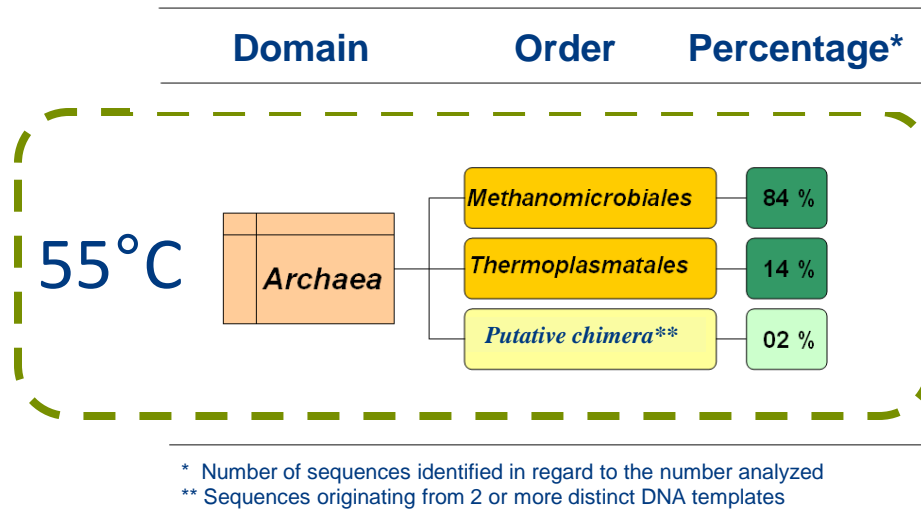 Domain Order Percentage*
Methanomicrobiales 84 %
55°C Archaea Thermoplasmatales 14 %
Putative chimera** 02 %
* Number of sequences identified in regard to the number analyzed
** Sequences originating from 2 or more distinct DNA templates